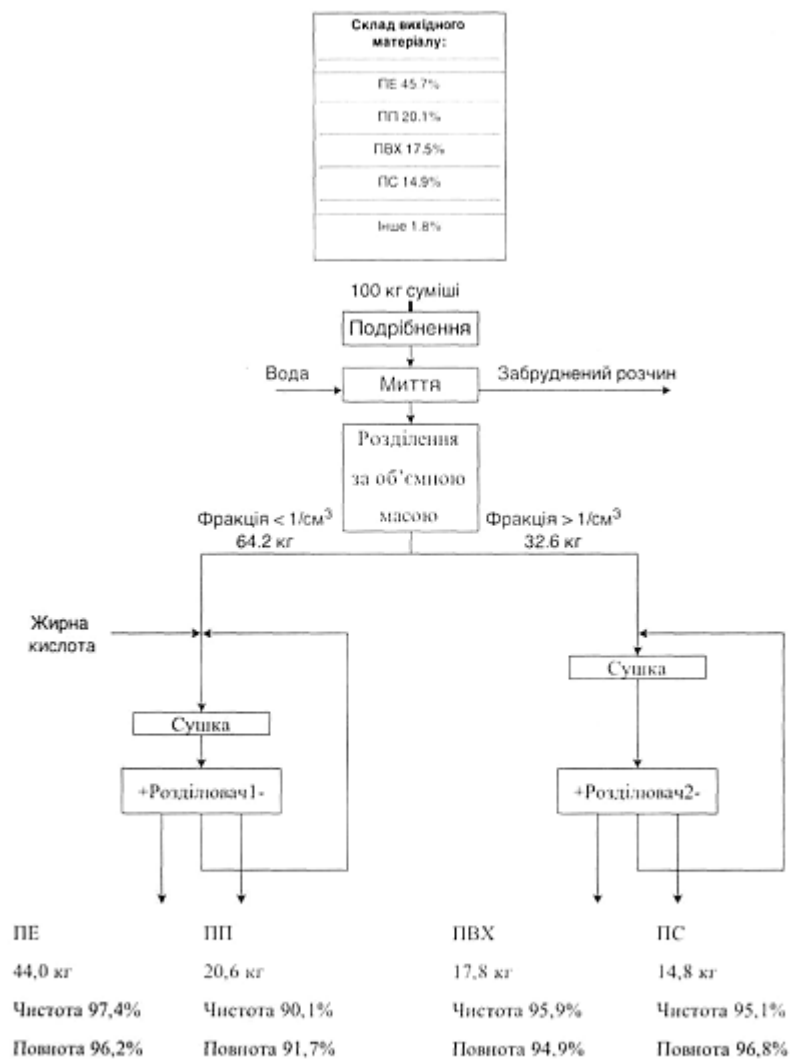 Склад вихідного
матеріалу:
ПЕ 45.7%
ПП 20.1%
ПВХ 17.5%
ПС 14.9%
Інше 1.8%
100 кг суміші
Подрібнення
Вода
Миття
Забруднений розчин
Розділення
за об’ємною
масою
Фракція < 1/см³
64.2 кг
Фракція > 1/см³
32.6 кг
Жирна
кислота
Сушка
Сушка
+Розділювач1-
+Розділювач2-
ПЕ ПП ПВХ ПС
44,0 кг 20,6 кг 17,8 кг 14,8 кг
Чистота 97,4% Чистота 90,1% Чистота 95,9% Чистота 95,1%
Повнота 96,2% Повнота 91,7% Повнота 94,9% Повнота 96,8%